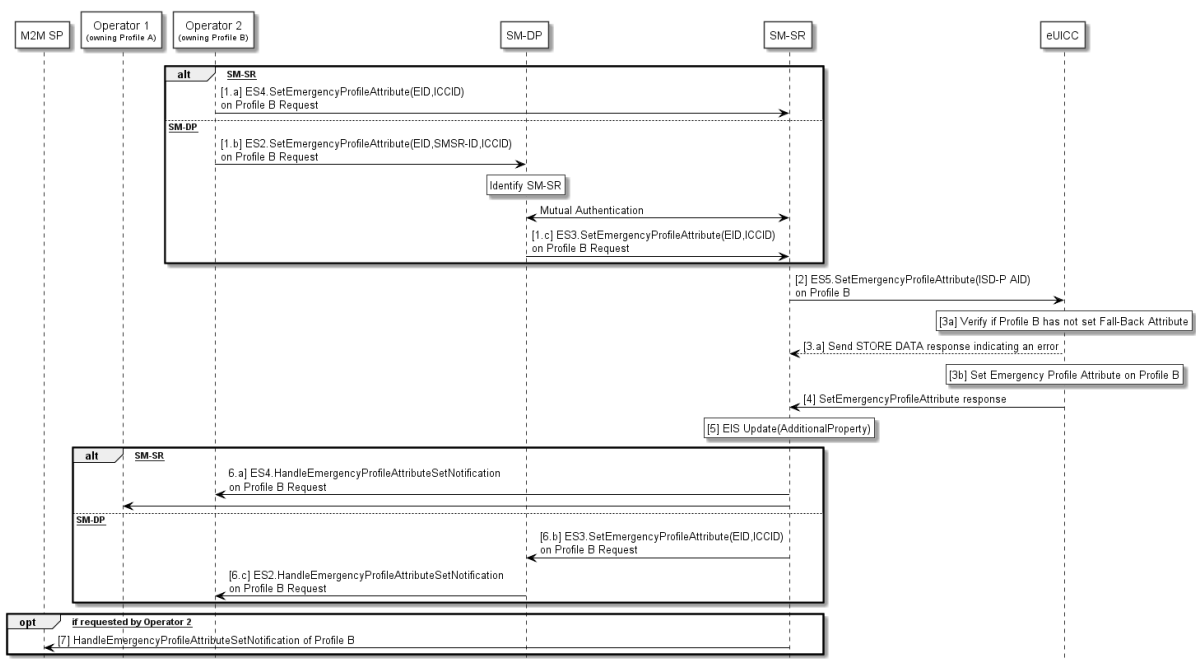 M2M SP
Operator 1
(owning Profile A)
Operator 2
(owning Profile B)
SM-DP
SM-SR
eUICC
alt
SM-SR
[1.a] ES4.SetEmergencyProfileAttribute(EID,ICCID)
on Profile B Request
SM-DP
[1.b] ES2.SetEmergencyProfileAttribute(EID,SMSR-ID,ICCID)
on Profile B Request
Identify SM-SR
Mutual Authentication
[1.c] ES3.SetEmergencyProfileAttribute(EID,ICCID)
on Profile B Request
[2] ES5.SetEmergencyProfileAttribute(ISD-P AID)
on Profile B
[3a] Verify if Profile B has not set Fall-Back Attribute
[3.a] Send STORE DATA response indicating an error
[3b] Set Emergency Profile Attribute on Profile B
[4] SetEmergencyProfileAttribute response
[5] EIS Update(AdditionalProperty)
alt
SM-SR
6.a] ES4.HandleEmergencyProfileAttributeSetNotification
on Profile B Request
SM-DP
[6.b] ES3.SetEmergencyProfileAttribute(EID,ICCID)
on Profile B Request
[6.c] ES2.HandleEmergencyProfileAttributeSetNotification
on Profile B Request
opt
if requested by Operator 2
[7] HandleEmergencyProfileAttributeSetNotification of Profile B